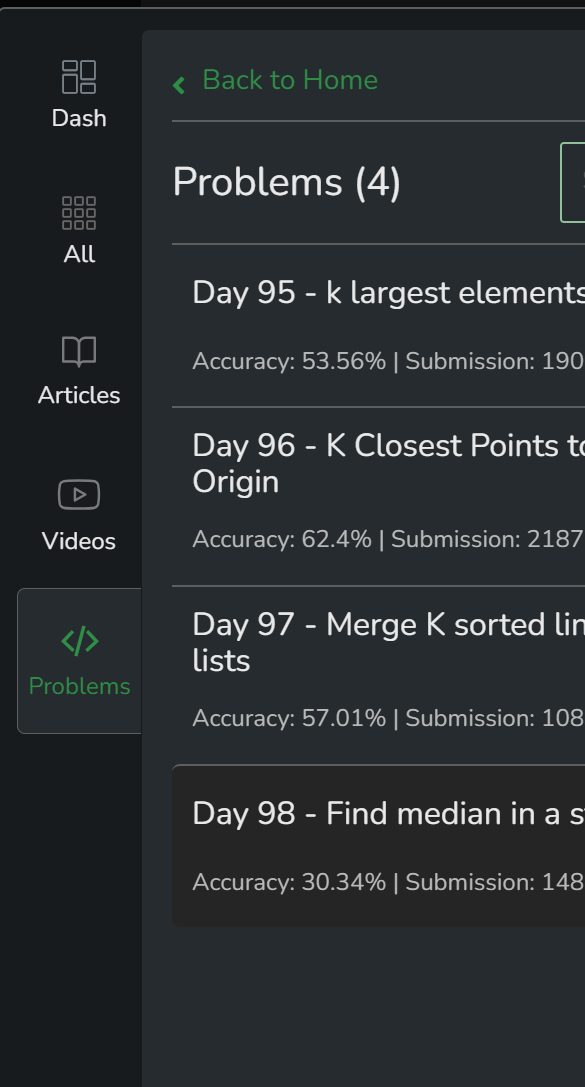 Dash
All
Articles
Videos
Problems
Back to Home
Problems (4)
Day 95 - k largest elements
Accuracy: 53.56% | Submission: 190
Day 96 - K Closest Points to
Origin
Accuracy: 62.4% | Submission: 2187
Day 97 - Merge K sorted lin
lists
Accuracy: 57.01% | Submission: 108
Day 98 - Find median in a s
Accuracy: 30.34% | Submission: 148